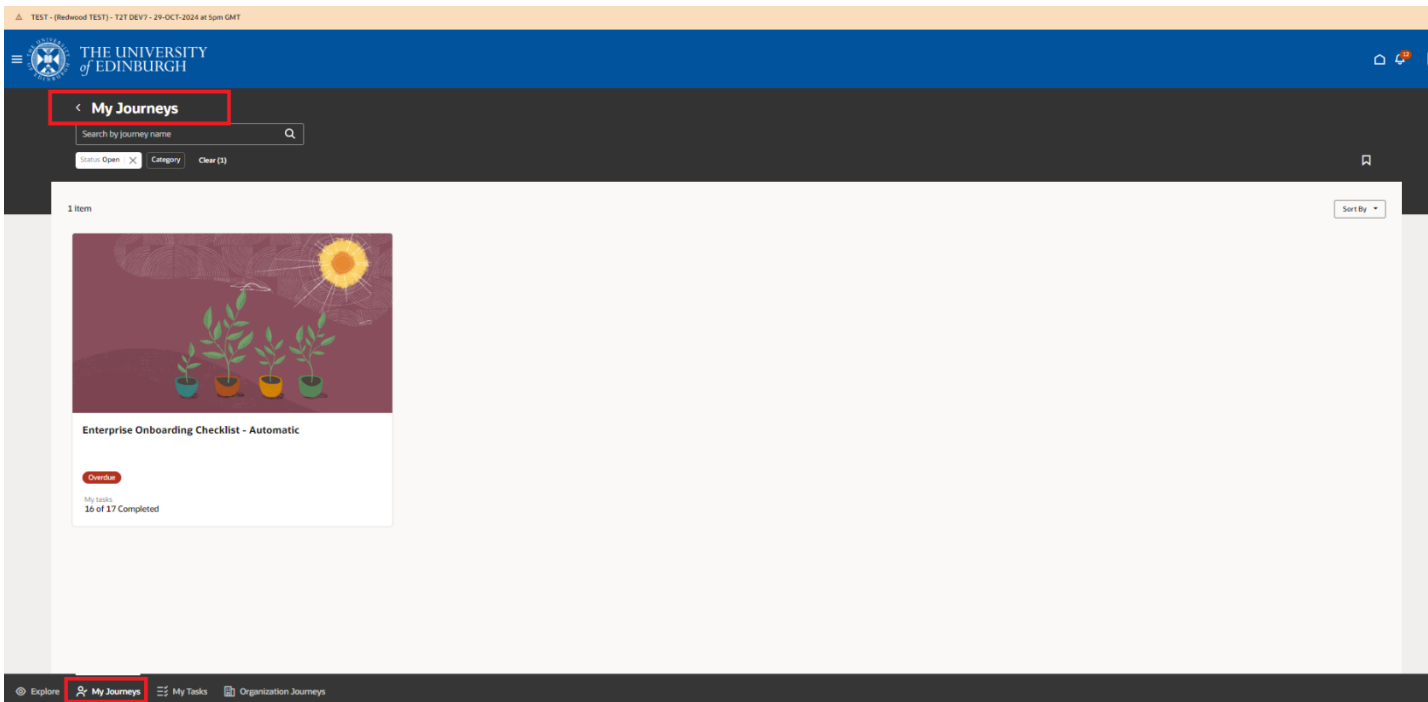 TEST - (Redwood TEST) - T2T DEV7 - 29-OCT-2024 at 5pm GMT
THE UNIVERSITY
of EDINBURGH
12
My Journeys
Search by journey name
Status Open
Category
Clear (1)
1 item
Sort By
Enterprise Onboarding Checklist - Automatic
Overdue
My tasks
16 of 17 Completed
Explore
My Journeys
My Tasks
Organization Journeys